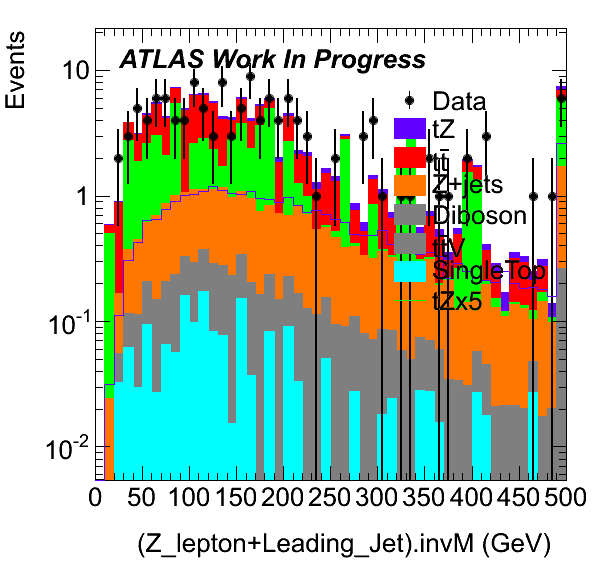 Events
ATLAS Work In Progress
Data
tZ
tt̄
Z+jets
Diboson
tt̄V
SingleTop
tZx5
10
1
10⁻¹
10⁻²
0 50 100 150 200 250 300 350 400 450 500
(Z_lepton+Leading_Jet).invM (GeV)